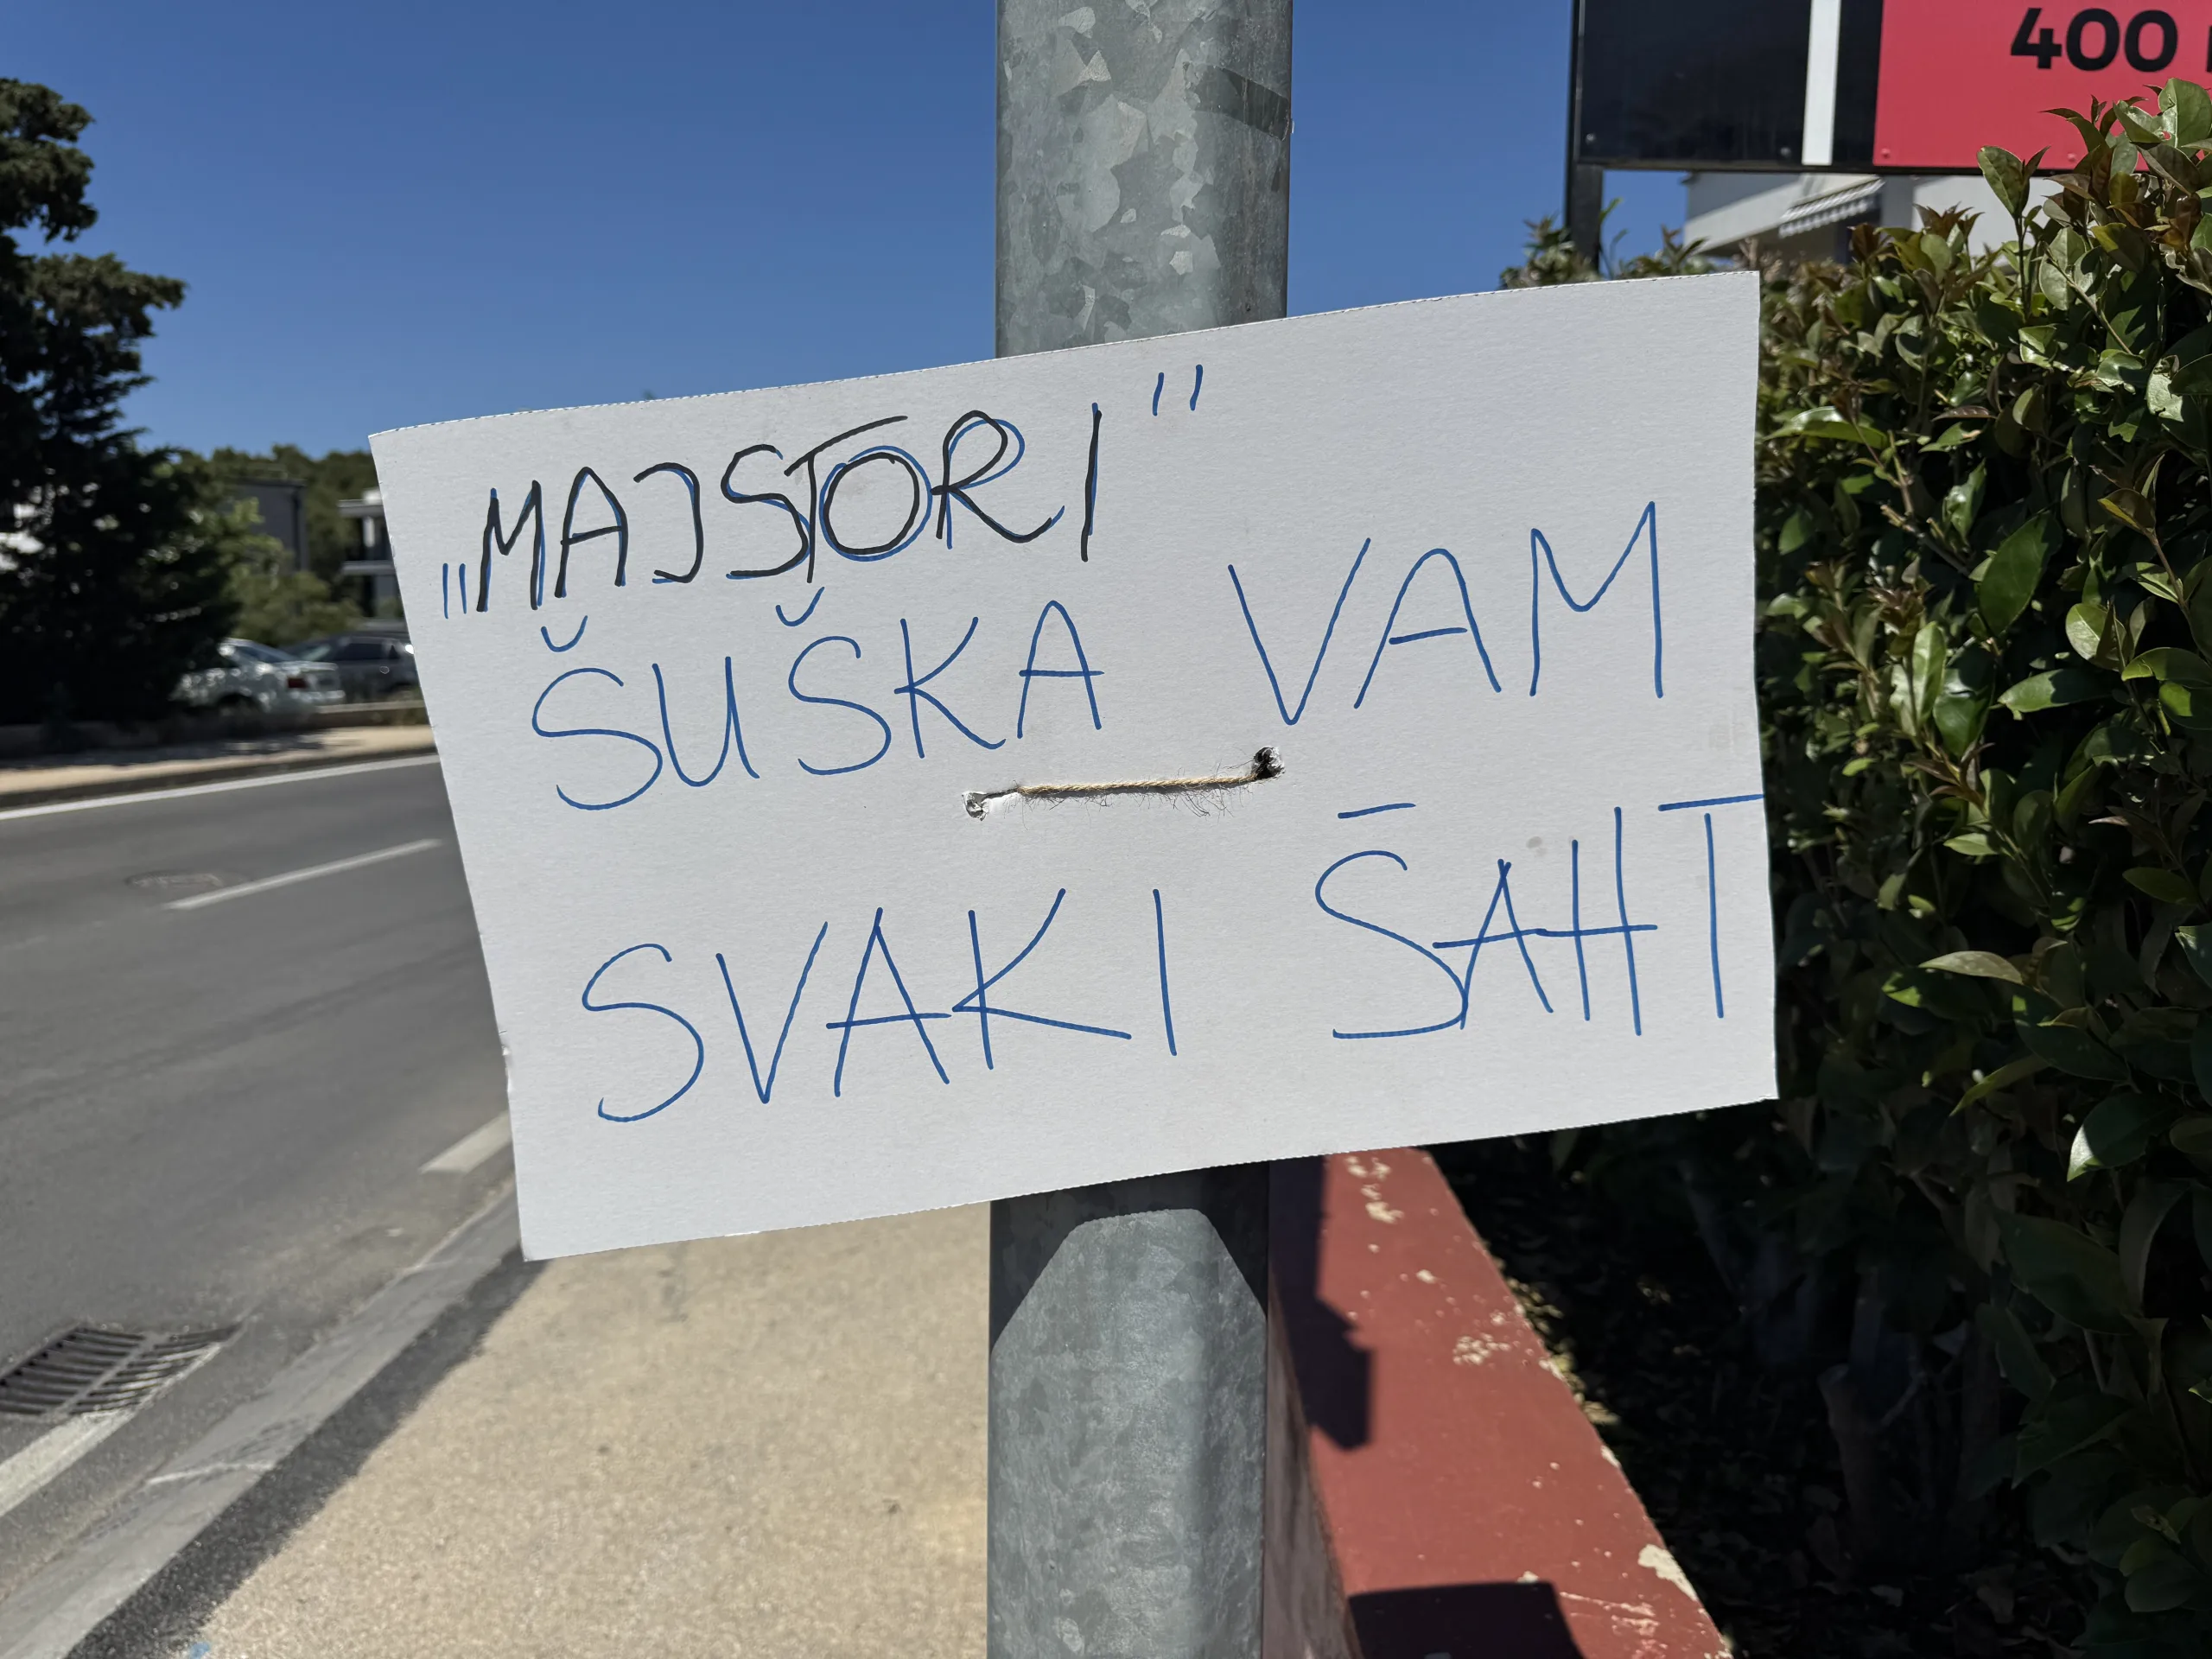 400
„MAJSTORI"
ŠUŠKA VAM
SVAKI ŠAHT